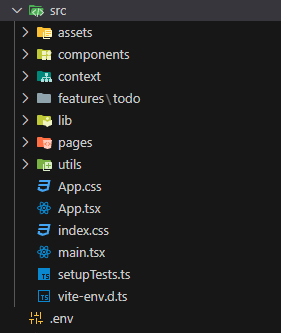 src
assets
components
context
features\todo
lib
pages
utils
App.css
App.tsx
index.css
main.tsx
setupTests.ts
vite-env.d.ts
.env